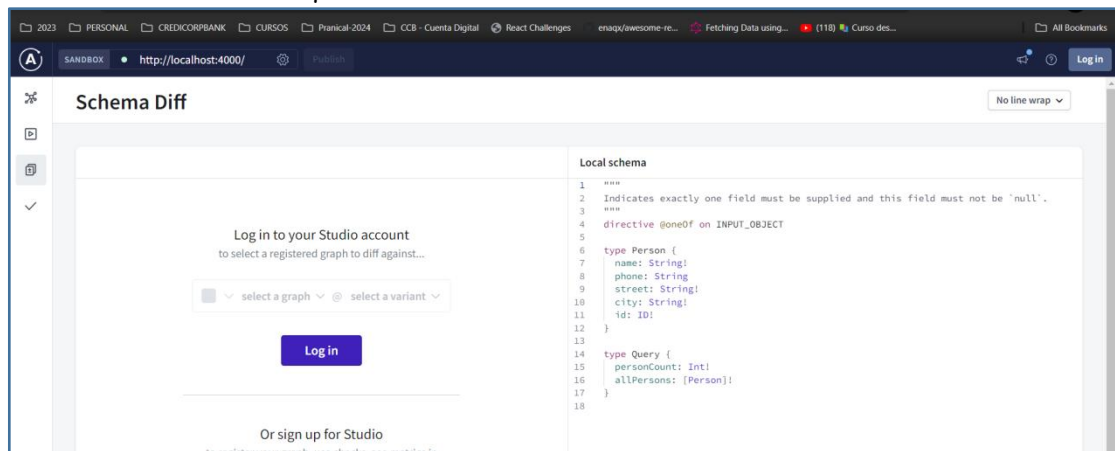 2023 PERSONAL CREDICORPBANK CURSOS Pranical-2024 CCB - Cuenta Digital React Challenges enaqx/awesome-re... Fetching Data using... (118) Curso des... All Bookmarks
SANDBOX http://localhost:4000/ Publish Log in
Schema Diff
No line wrap
Log in to your Studio account
to select a registered graph to diff against...
select a graph @ select a variant
Log in
Or sign up for Studio
Local schema
1 """
2 Indicates exactly one field must be supplied and this field must not be `null`.
3 """
4 directive @oneOf on INPUT_OBJECT
5
6 type Person {
7 name: String!
8 phone: String
9 street: String!
10 city: String!
11 id: ID!
12 }
13
14 type Query {
15 personCount: Int!
16 allPersons: [Person]!
17 }
18